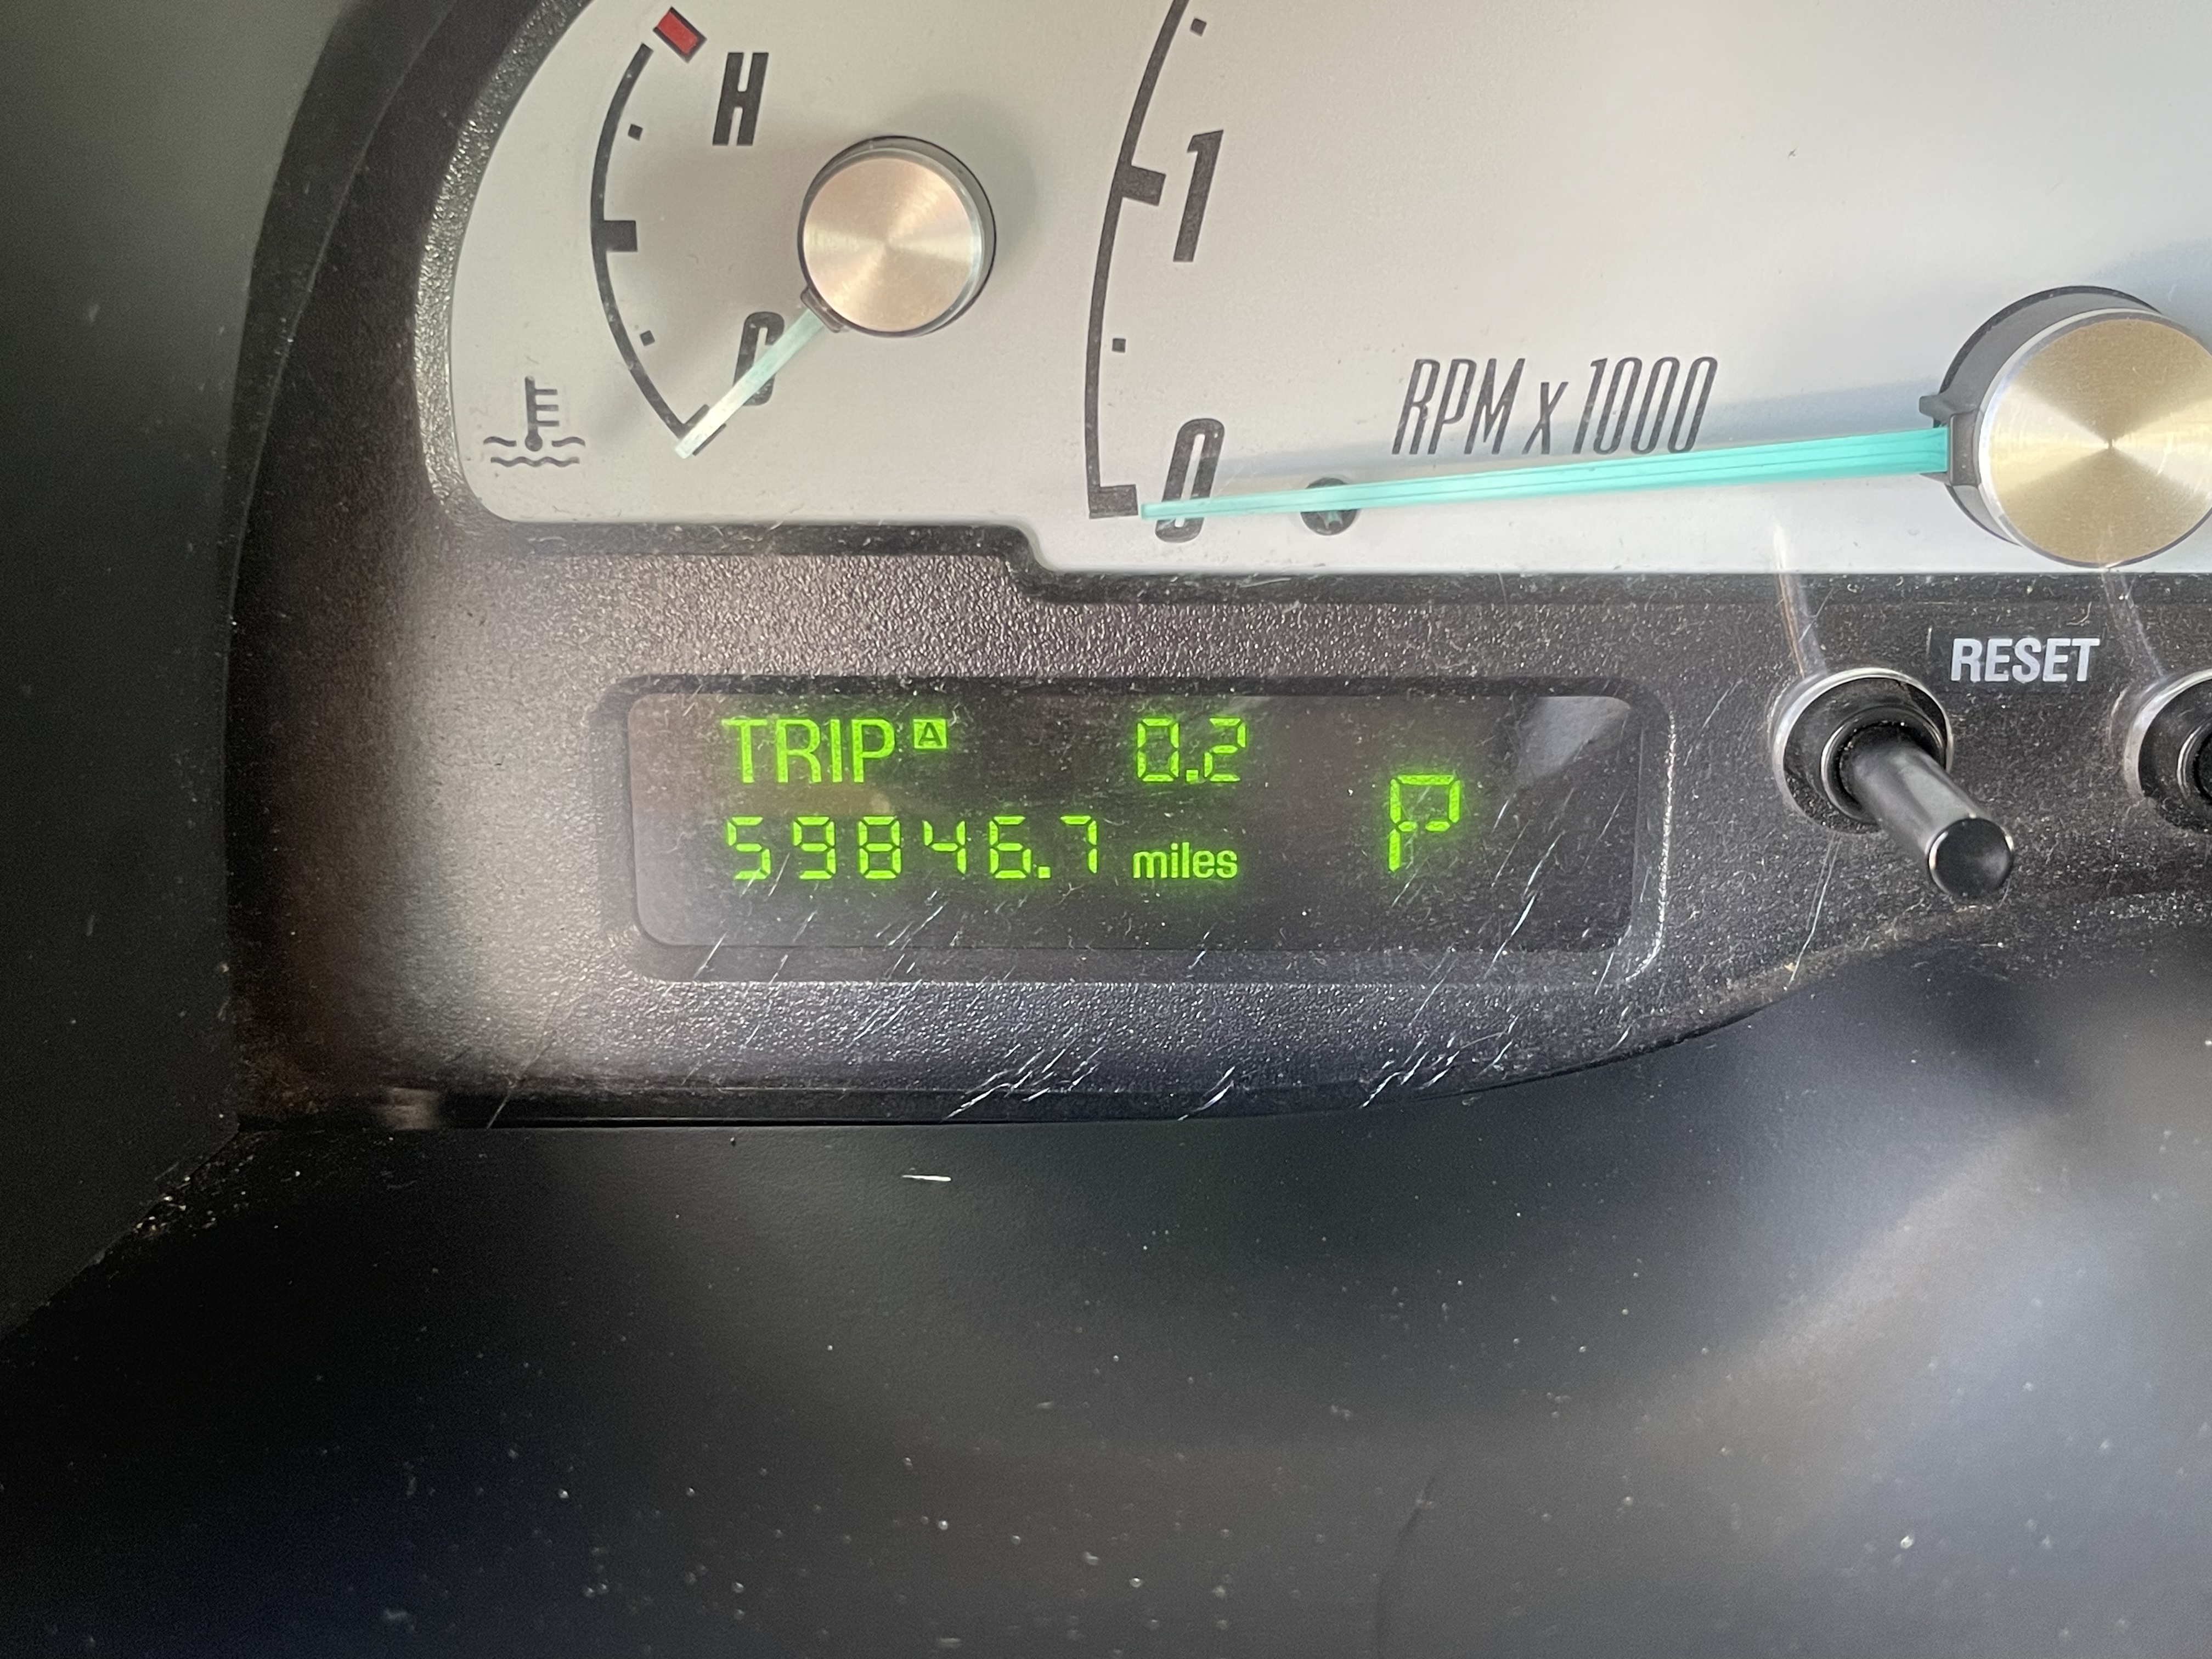 H
1
C
RPM x 1000
0
RESET
TRIP A 0.2
P
59846.7 miles